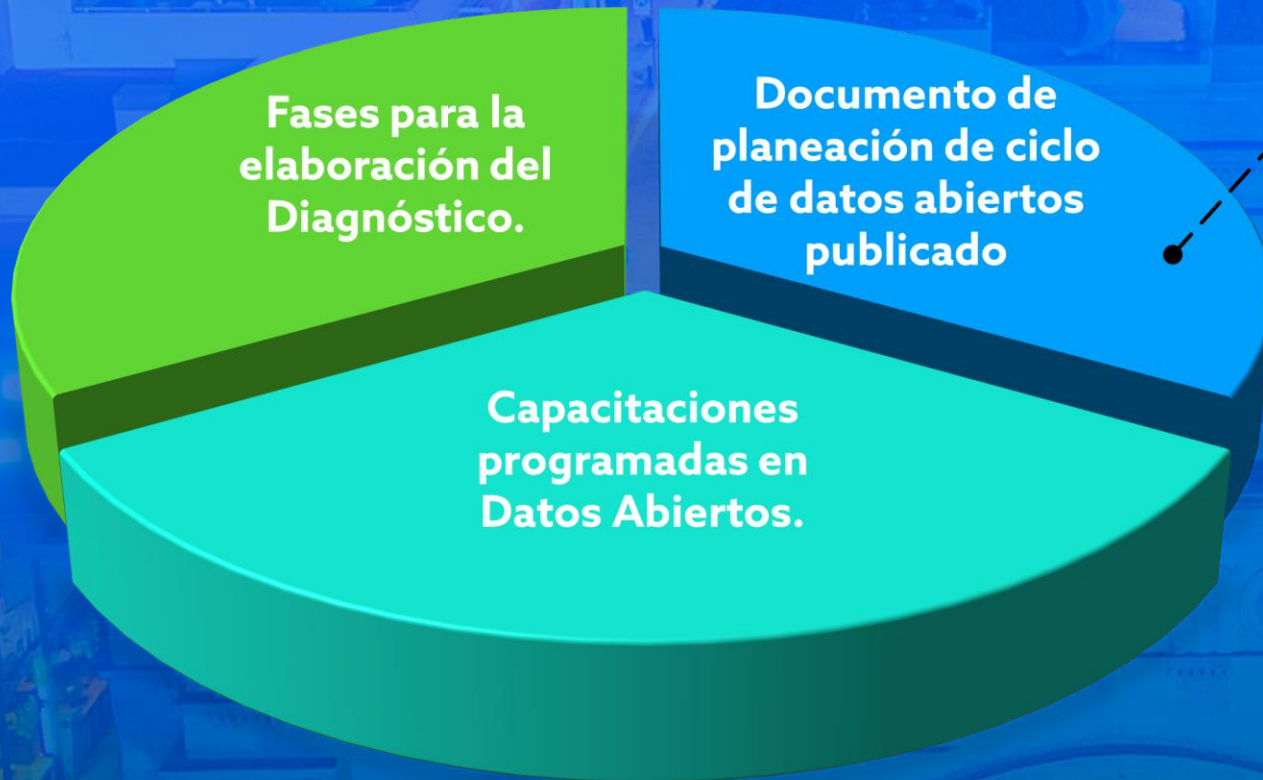 Fases para la
elaboración del
Diagnóstico.
Documento de
planeación de ciclo
de datos abiertos
publicado
Capacitaciones
programadas en
Datos Abiertos.